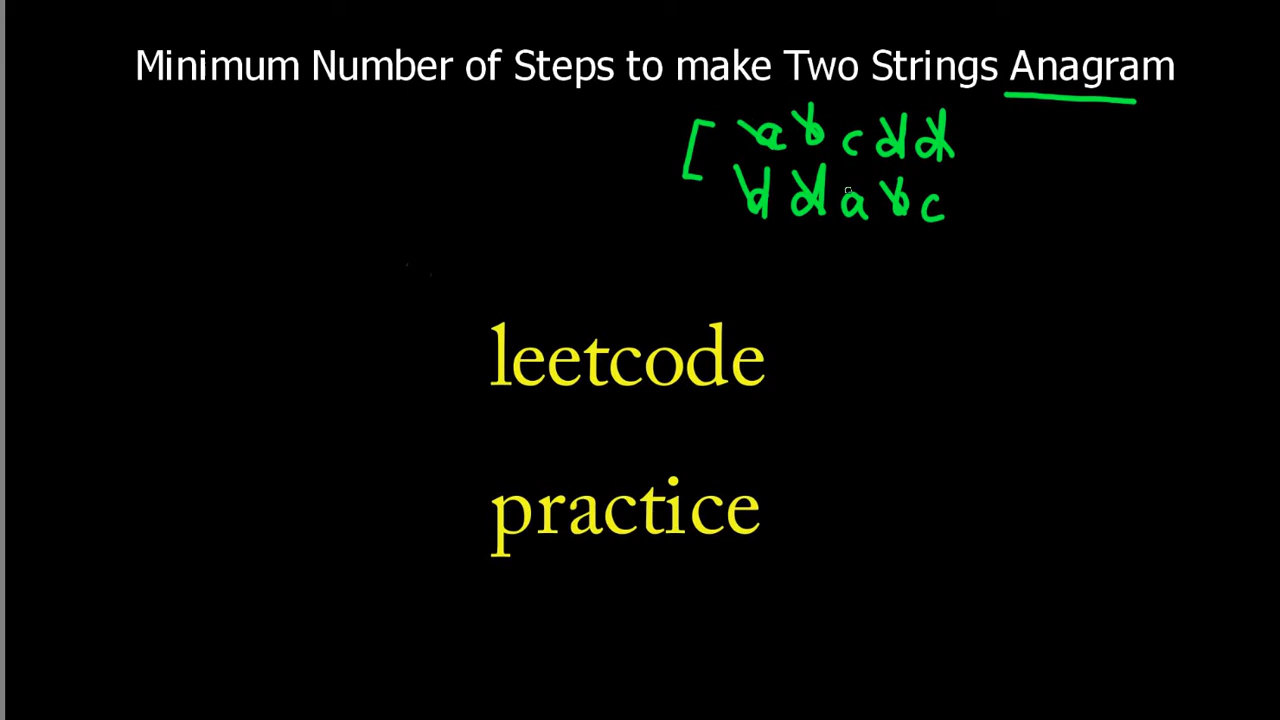 Minimum Number of Steps to make Two Strings Anagram
[ a b c d d
d d a b c
leetcode
practice